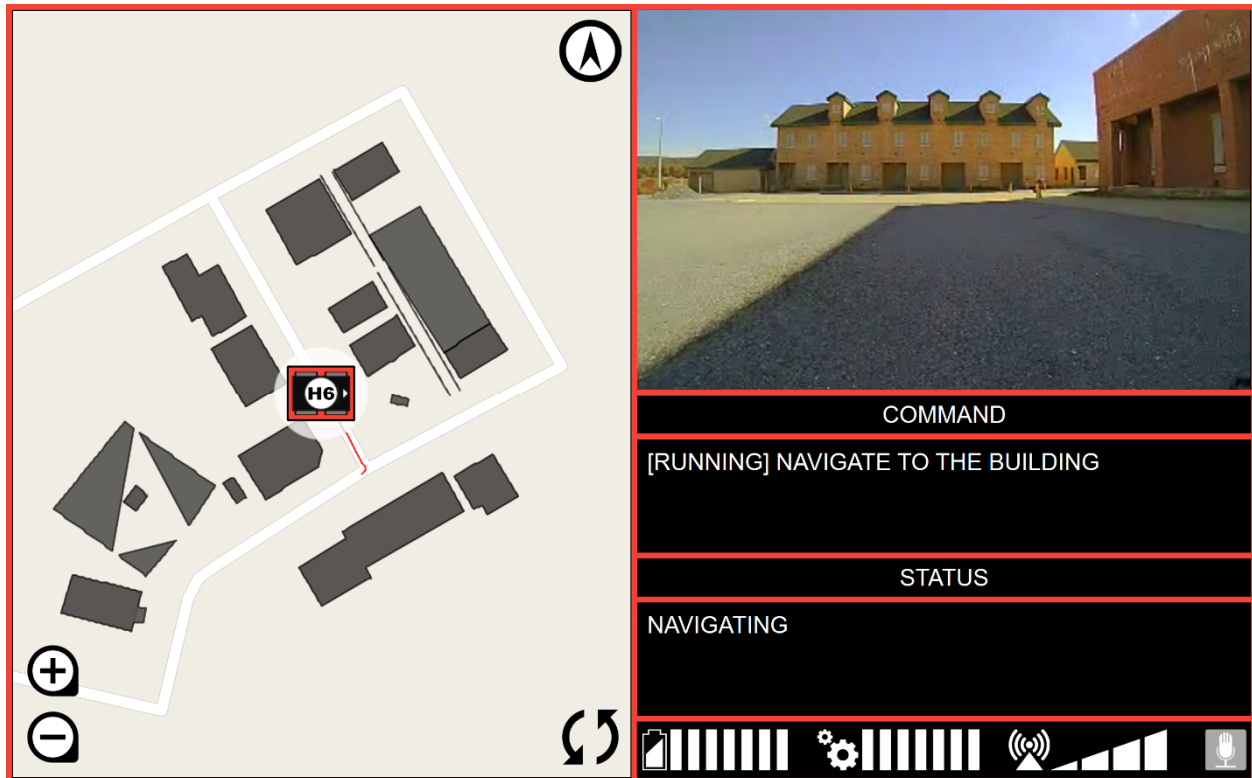 H6
COMMAND
[RUNNING] NAVIGATE TO THE BUILDING
STATUS
NAVIGATING